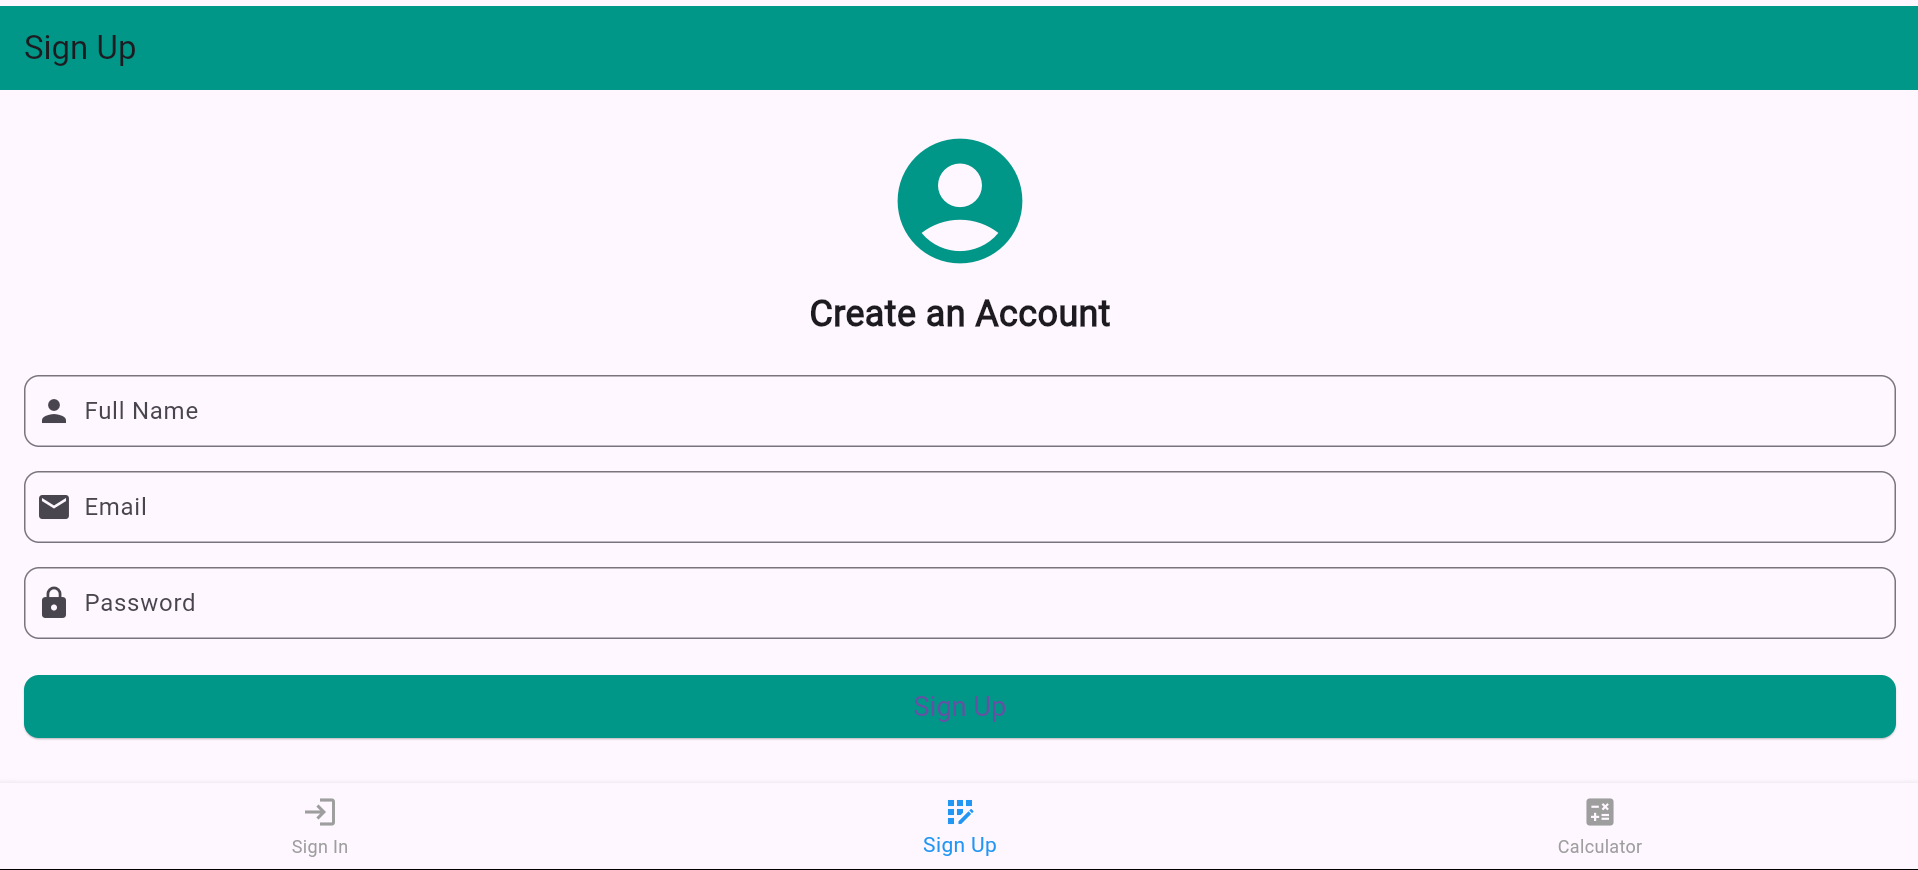 Sign Up
Create an Account
Full Name
Email
Password
Sign Up
Sign In
Sign Up
Calculator